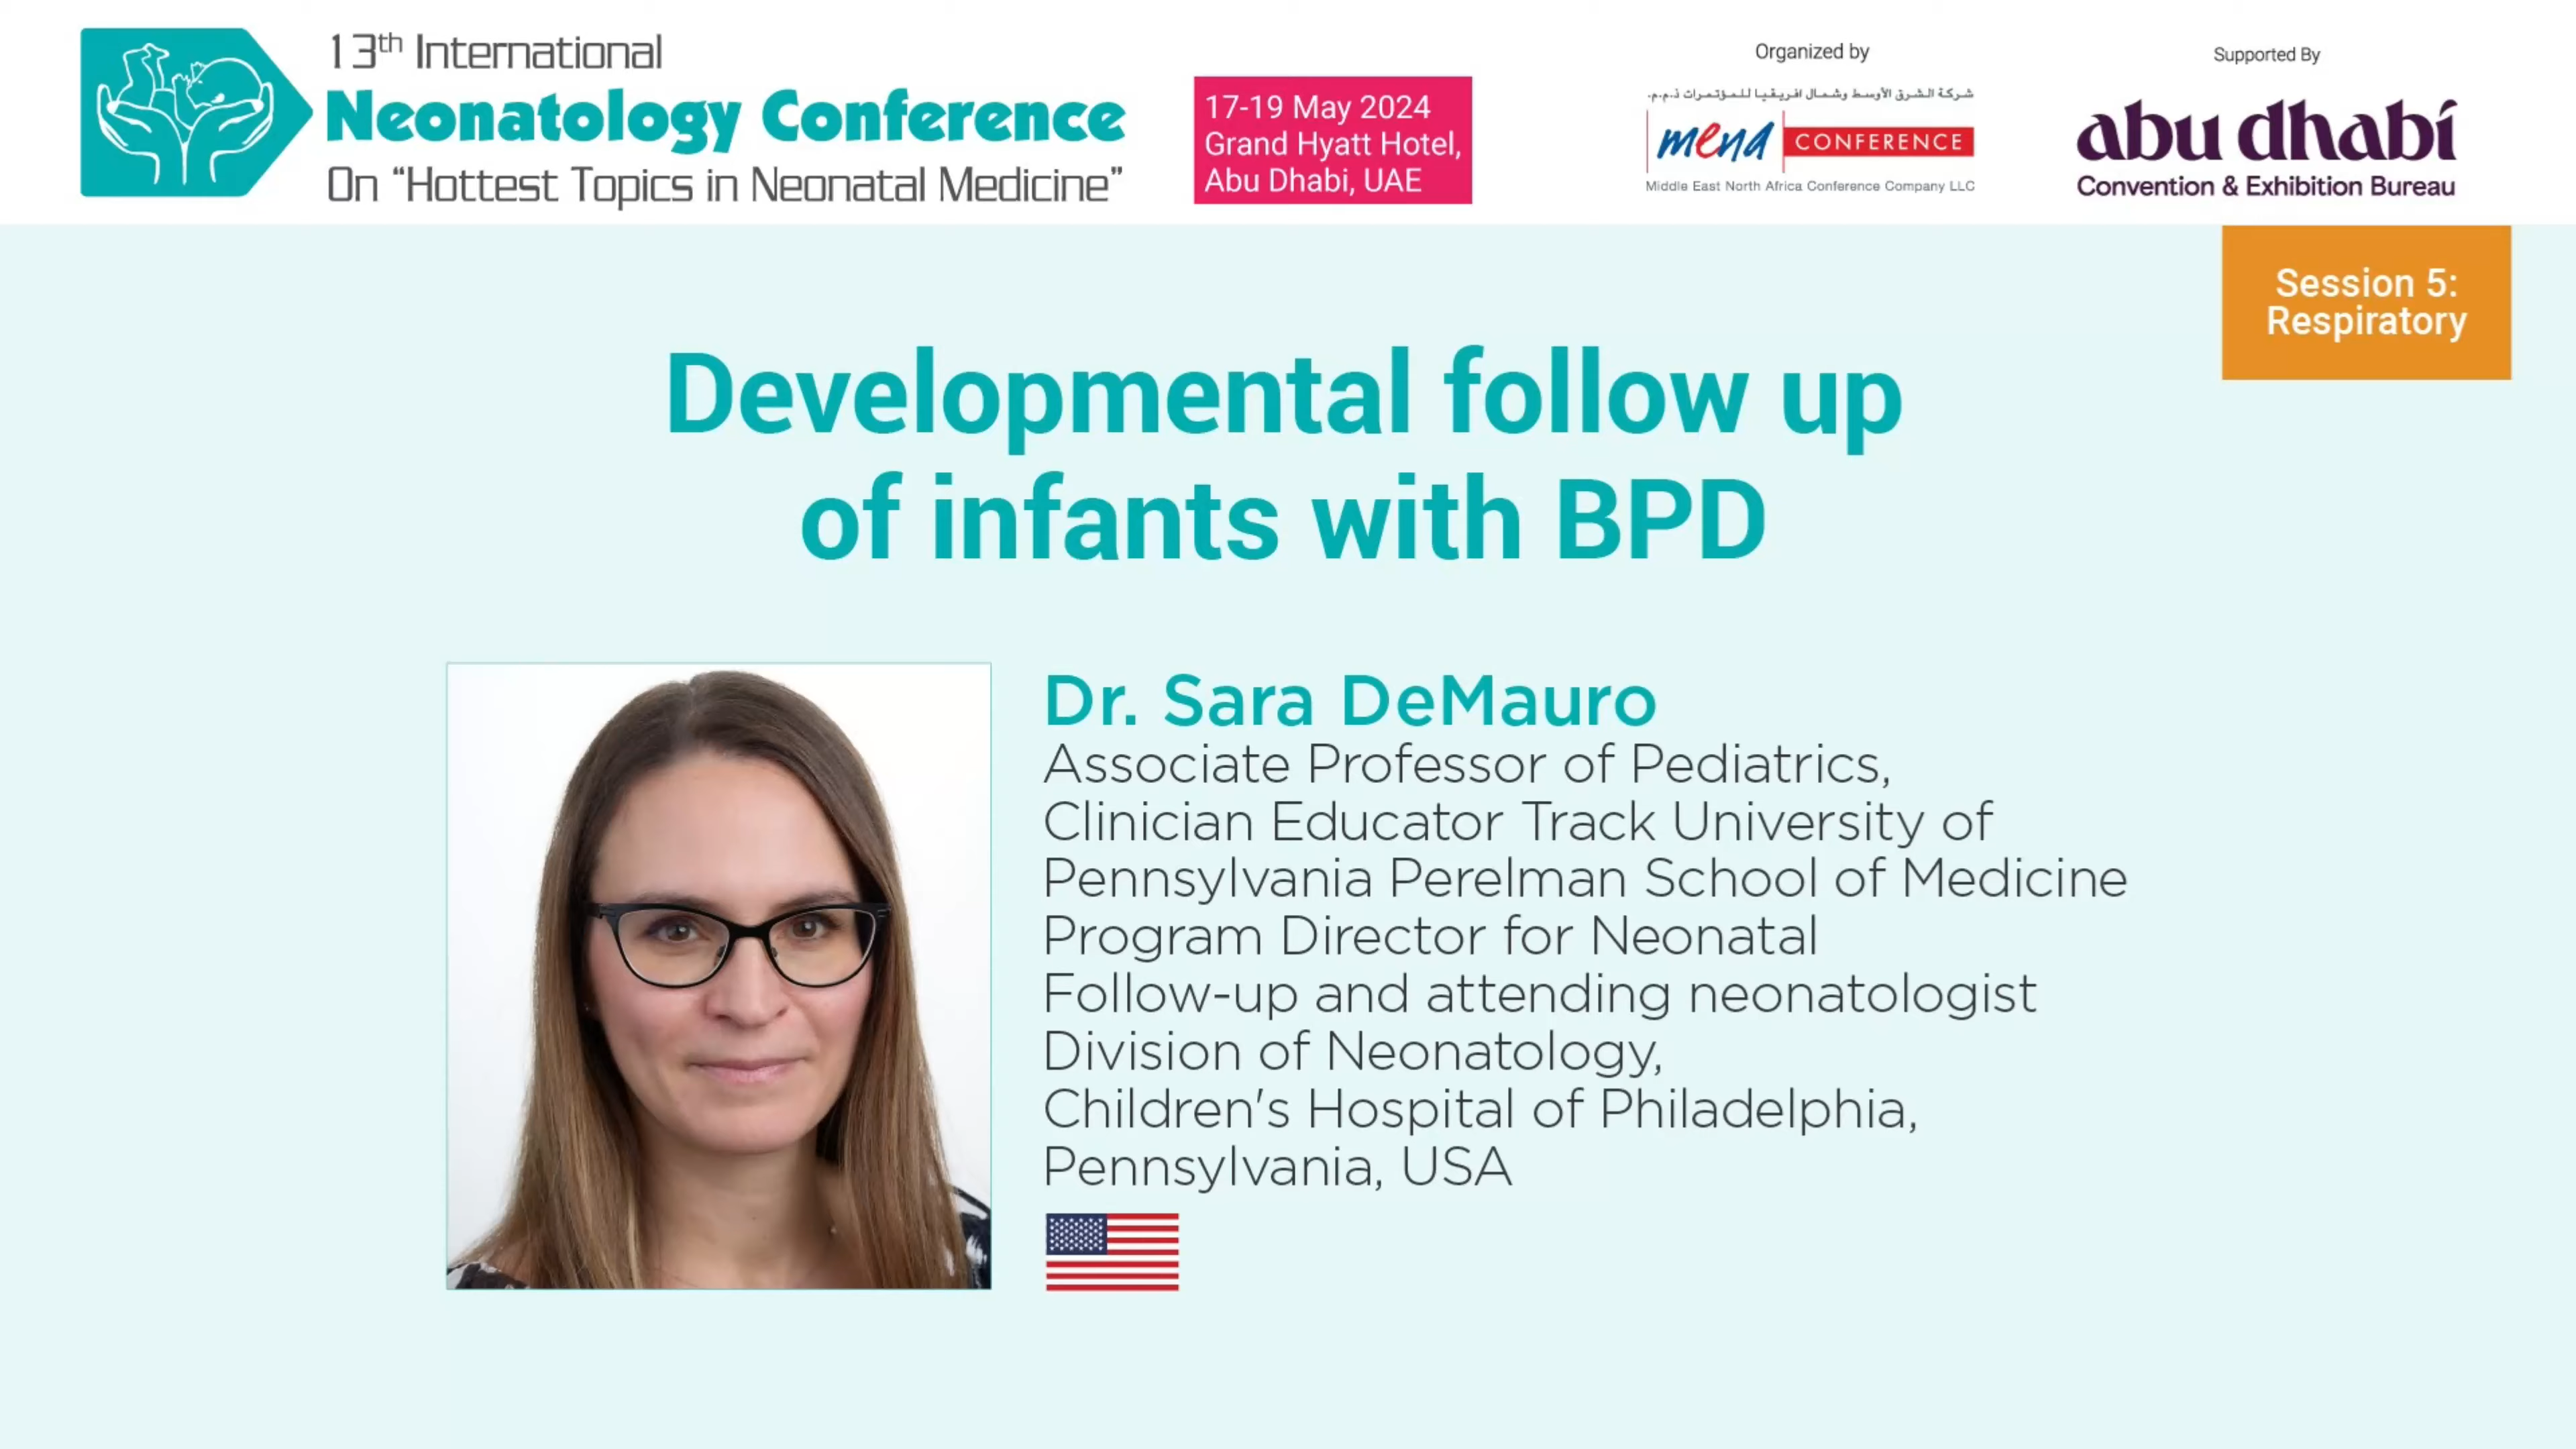 13th International
Neonatology Conference
On “Hottest Topics in Neonatal Medicine”
17-19 May 2024
Grand Hyatt Hotel,
Abu Dhabi, UAE
Organized by
شركة الشرق الأوسط وشمال افريقيا للمؤتمرات ذ.م.م.
mena CONFERENCE
Middle East North Africa Conference Company LLC
Supported By
abu dhabi
Convention & Exhibition Bureau
Session 5:
Respiratory
Developmental follow up
of infants with BPD
Dr. Sara DeMauro
Associate Professor of Pediatrics,
Clinician Educator Track University of
Pennsylvania Perelman School of Medicine
Program Director for Neonatal
Follow-up and attending neonatologist
Division of Neonatology,
Children's Hospital of Philadelphia,
Pennsylvania, USA